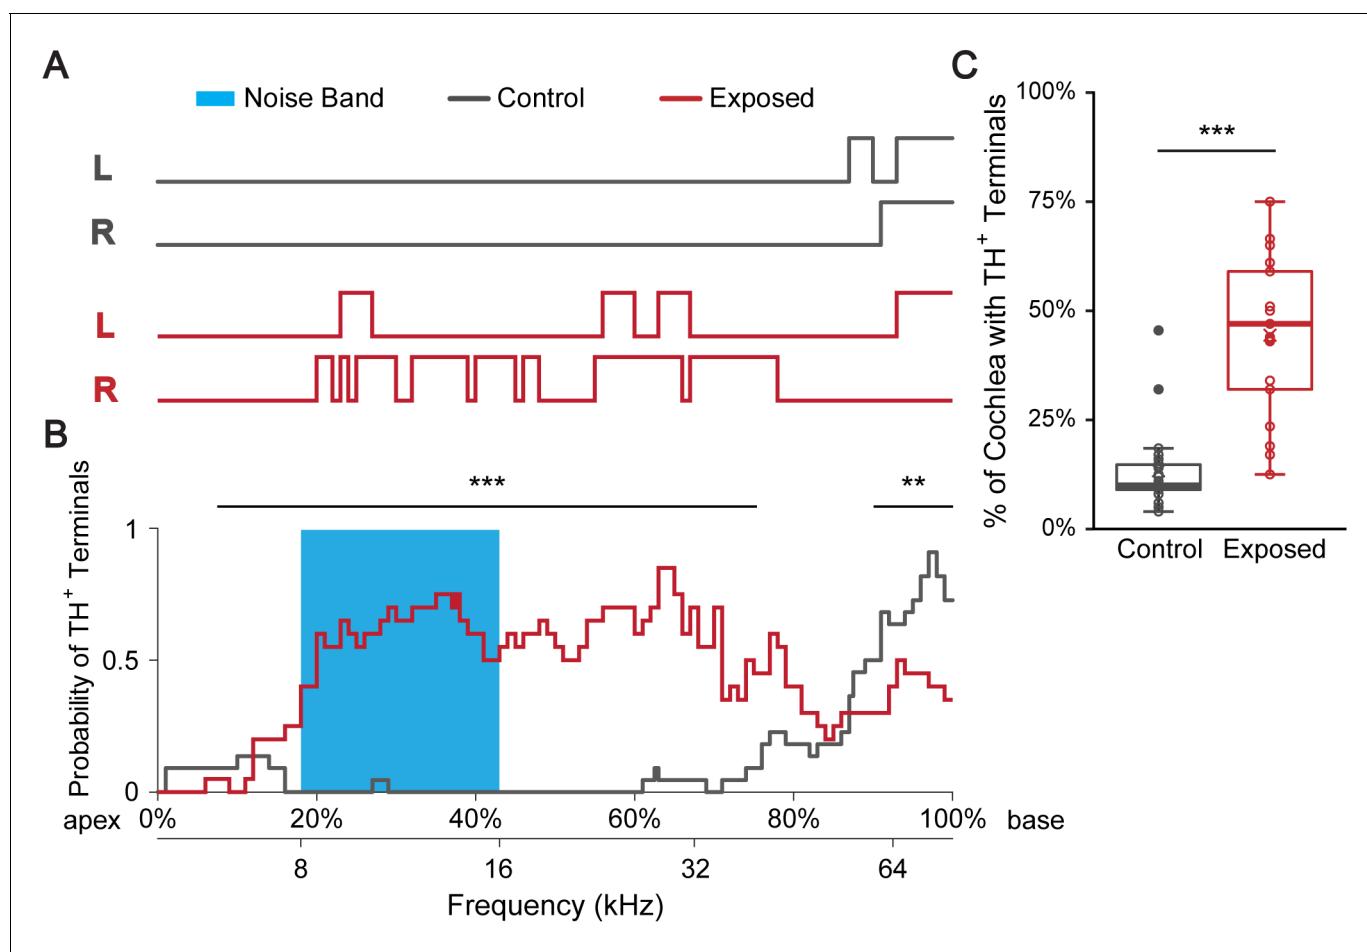 A
Noise Band
Control
Exposed
L
R
L
R
B
Probability of TH⁺ Terminals
***
**
1
0.5
0
apex 0% 20% 40% 60% 80% 100% base
8 16 32 64
Frequency (kHz)
C
% of Cochlea with TH⁺ Terminals
100%
***
75%
50%
25%
0%
Control Exposed